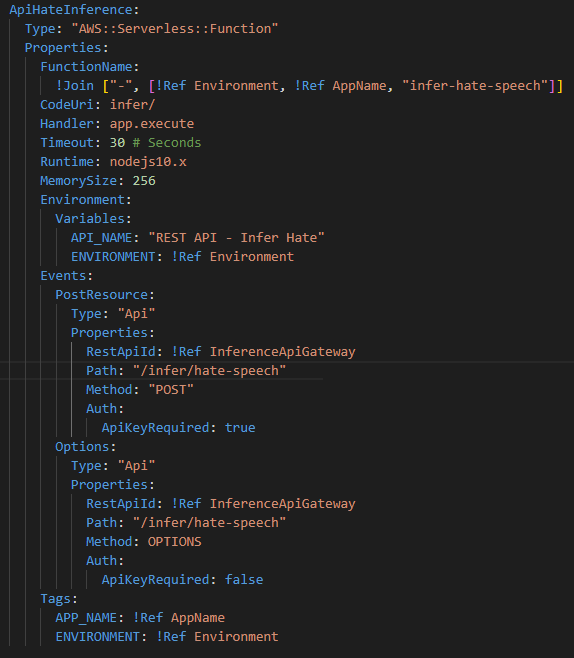 ApiHateInference:
  Type: "AWS::Serverless::Function"
  Properties:
    FunctionName:
      !Join ["-", [!Ref Environment, !Ref AppName, "infer-hate-speech"]]
    CodeUri: infer/
    Handler: app.execute
    Timeout: 30 # Seconds
    Runtime: nodejs10.x
    MemorySize: 256
    Environment:
      Variables:
        API_NAME: "REST API - Infer Hate"
        ENVIRONMENT: !Ref Environment
    Events:
      PostResource:
        Type: "Api"
        Properties:
          RestApiId: !Ref InferenceApiGateway
          Path: "/infer/hate-speech"
          Method: "POST"
          Auth:
            ApiKeyRequired: true
      Options:
        Type: "Api"
        Properties:
          RestApiId: !Ref InferenceApiGateway
          Path: "/infer/hate-speech"
          Method: OPTIONS
          Auth:
            ApiKeyRequired: false
    Tags:
      APP_NAME: !Ref AppName
      ENVIRONMENT: !Ref Environment